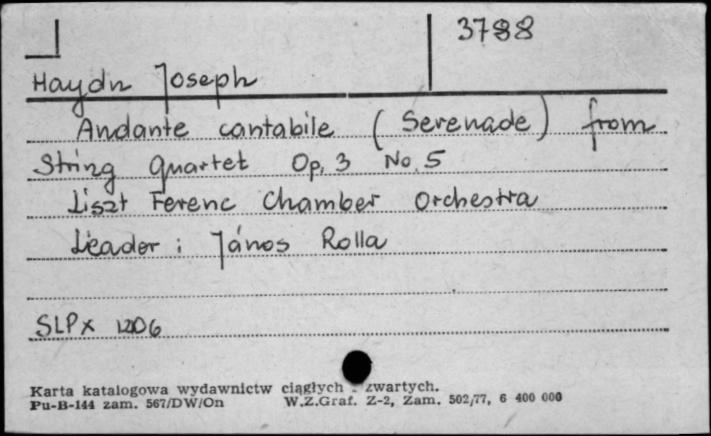 3788
Haydn Joseph
Andante cantabile (Serenade) from
String Quartet Op. 3 No. 5
Liszt Ferenc Chamber Orchestra
Leader: János Rolla
SLPX 1206
Karta katalogowa wydawnictw ciągłych - zwartych.
Pu-B-144 zam. 567/DW/On W.Z.Graf. Z-2, Zam. 502/77, 6 400 000